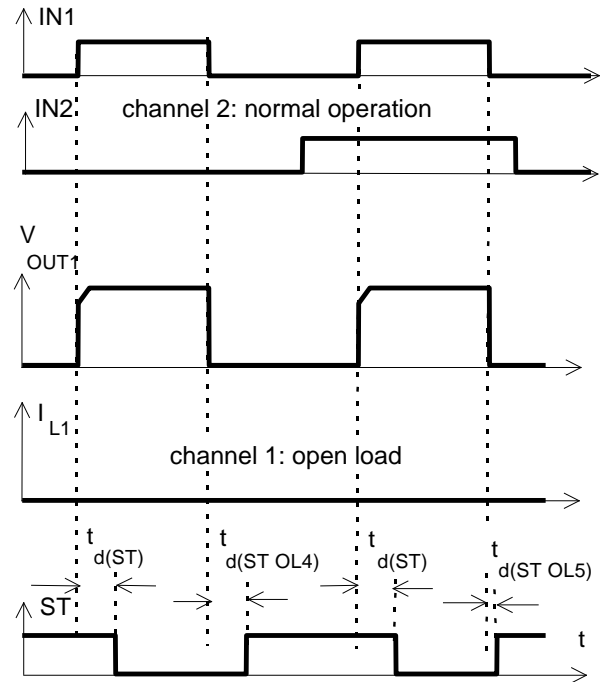 IN1
IN2
channel 2: normal operation
V
OUT1
I L1
channel 1: open load
t d(ST)
t d(ST OL4)
t d(ST)
t d(ST OL5)
ST
t